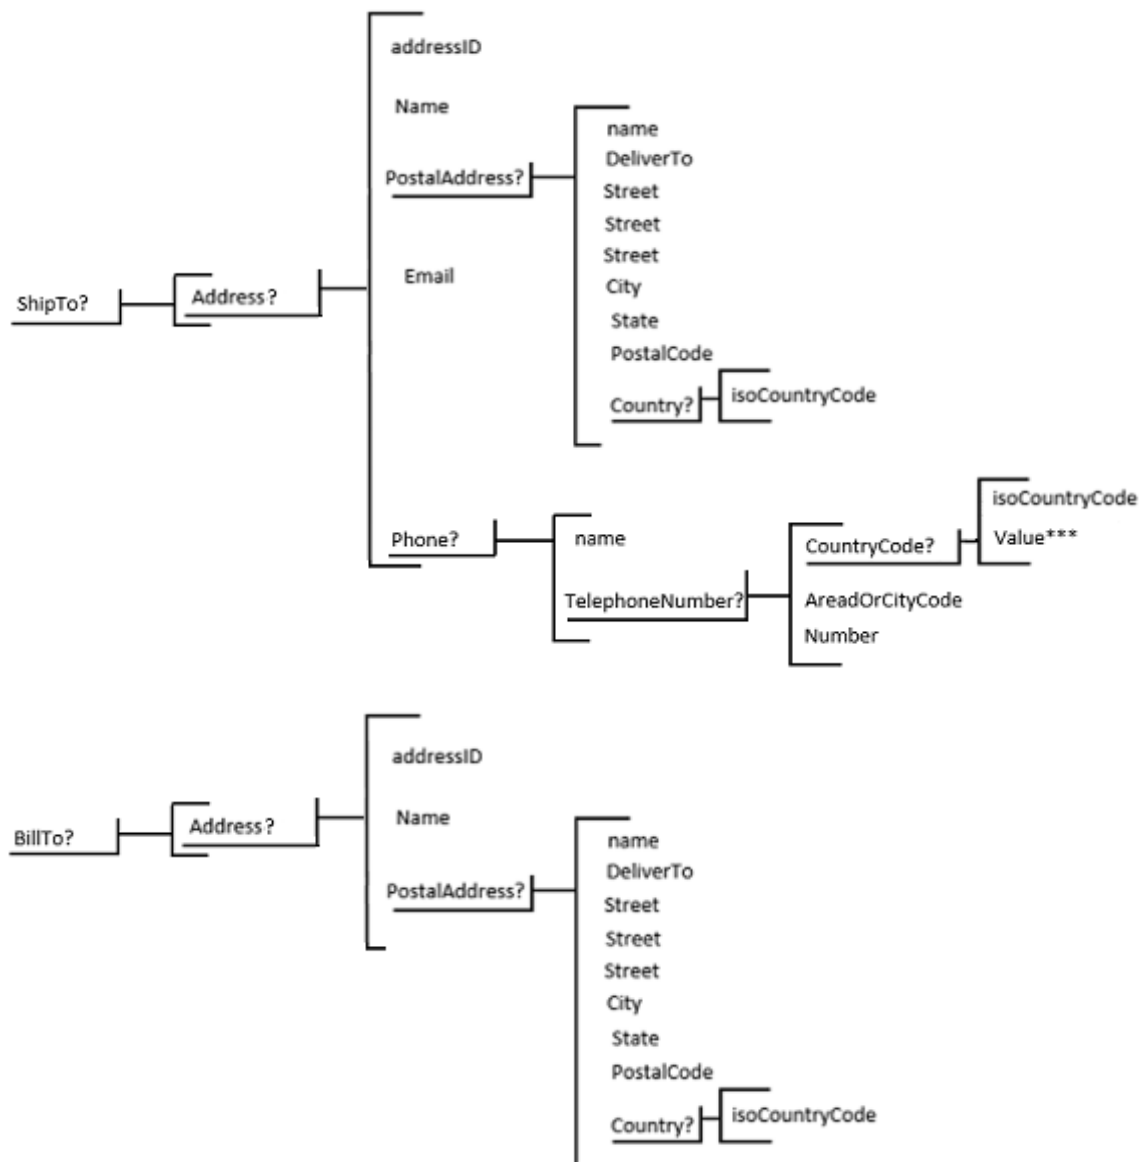 addressID
Name
name
DeliverTo
PostalAddress?
Street
Street
Street
Email
City
ShipTo?
Address?
State
PostalCode
Country?
isoCountryCode
isoCountryCode
Phone?
name
CountryCode?
Value***
TelephoneNumber?
AreadOrCityCode
Number
addressID
Name
BillTo?
Address?
name
DeliverTo
PostalAddress?
Street
Street
Street
City
State
PostalCode
Country?
isoCountryCode